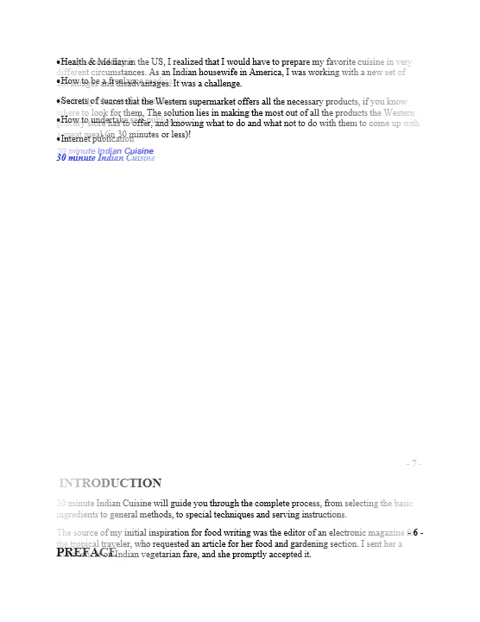 •Health & Medicine
in the US, I realized that I would have to prepare my favorite cuisine in very
different circumstances. As an Indian housewife in America, I was working with a new set of
•How to be a freelance
and disadvantages. It was a challenge.
•Secrets of successful
that the Western supermarket offers all the necessary products, if you know
where to look for them. The solution lies in making the most out of all the products the Western
•How to undertake
grocery store has to offer, and knowing what to do and what not to do with them to come up with
meal (in 30 minutes or less)!
•Internet publication
30 minute Indian Cuisine
30 minute Indian Cuisine
- 7 -
INTRODUCTION
30 minute Indian Cuisine will guide you through the complete process, from selecting the basic
ingredients to general methods, to special techniques and serving instructions.
The source of my initial inspiration for food writing was the editor of an electronic magazine
- 6 -
the tropical traveler, who requested an article for her food and gardening section. I sent her a
PREFACE
Indian vegetarian fare, and she promptly accepted it.